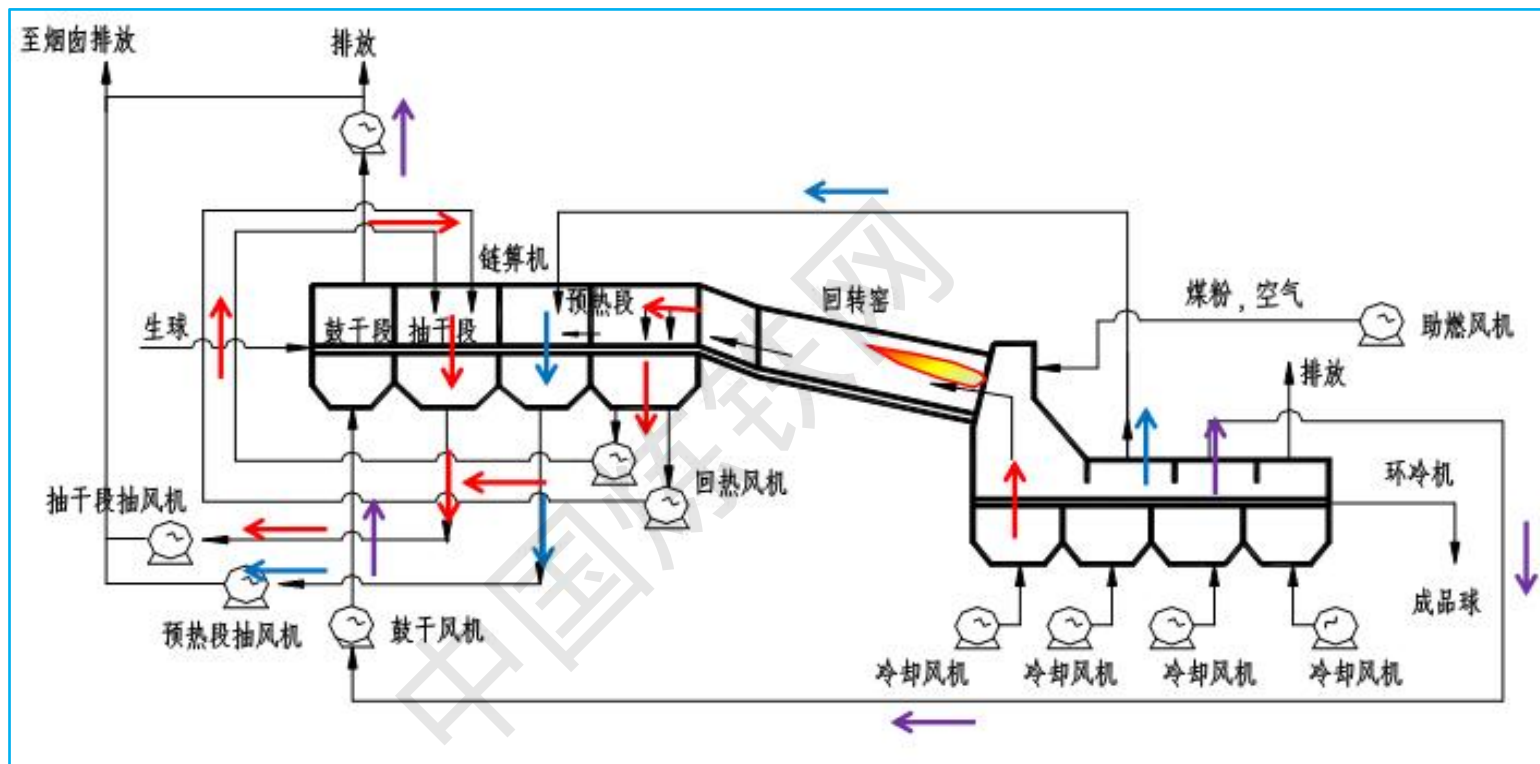 至烟囱排放
排放
链箅机
预热段
回转窑
煤粉，空气
助燃风机
生球
鼓干段
抽干段
排放
环冷机
回热风机
抽干段抽风机
成品球
预热段抽风机
鼓干风机
冷却风机
冷却风机
冷却风机
冷却风机
中国炼铁网